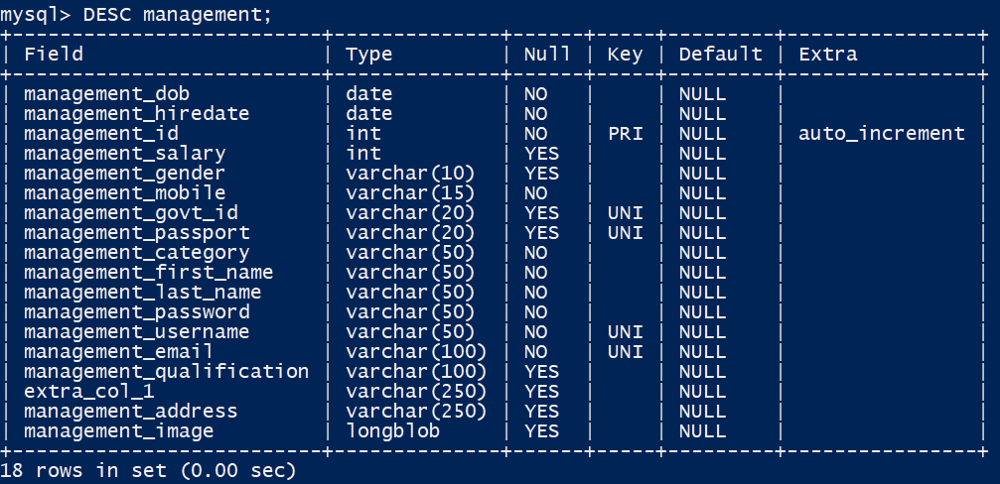 mysql> DESC management;
+--------------------------+--------------+------+-----+---------+----------------+
| Field                    | Type         | Null | Key | Default | Extra          |
+--------------------------+--------------+------+-----+---------+----------------+
| management_dob           | date         | NO   |     | NULL    |                |
| management_hiredate      | date         | NO   |     | NULL    |                |
| management_id            | int          | NO   | PRI | NULL    | auto_increment |
| management_salary        | int          | YES  |     | NULL    |                |
| management_gender        | varchar(10)  | YES  |     | NULL    |                |
| management_mobile        | varchar(15)  | NO   |     | NULL    |                |
| management_govt_id       | varchar(20)  | YES  | UNI | NULL    |                |
| management_passport      | varchar(20)  | YES  | UNI | NULL    |                |
| management_category      | varchar(50)  | NO   |     | NULL    |                |
| management_first_name    | varchar(50)  | NO   |     | NULL    |                |
| management_last_name     | varchar(50)  | NO   |     | NULL    |                |
| management_password      | varchar(50)  | NO   |     | NULL    |                |
| management_username      | varchar(50)  | NO   | UNI | NULL    |                |
| management_email         | varchar(100) | NO   | UNI | NULL    |                |
| management_qualification | varchar(100) | YES  |     | NULL    |                |
| extra_col_1              | varchar(250) | YES  |     | NULL    |                |
| management_address       | varchar(250) | YES  |     | NULL    |                |
| management_image         | longblob     | YES  |     | NULL    |                |
+--------------------------+--------------+------+-----+---------+----------------+
18 rows in set (0.00 sec)